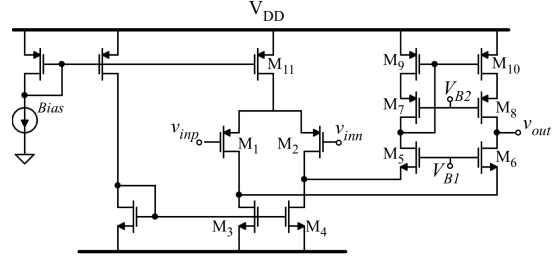 V_DD
M_9
M_10
M_11
Bias
M_7
V_B2
M_8
v_inp
M_1
M_2
v_inn
v_out
M_5
V_B1
M_6
M_3
M_4